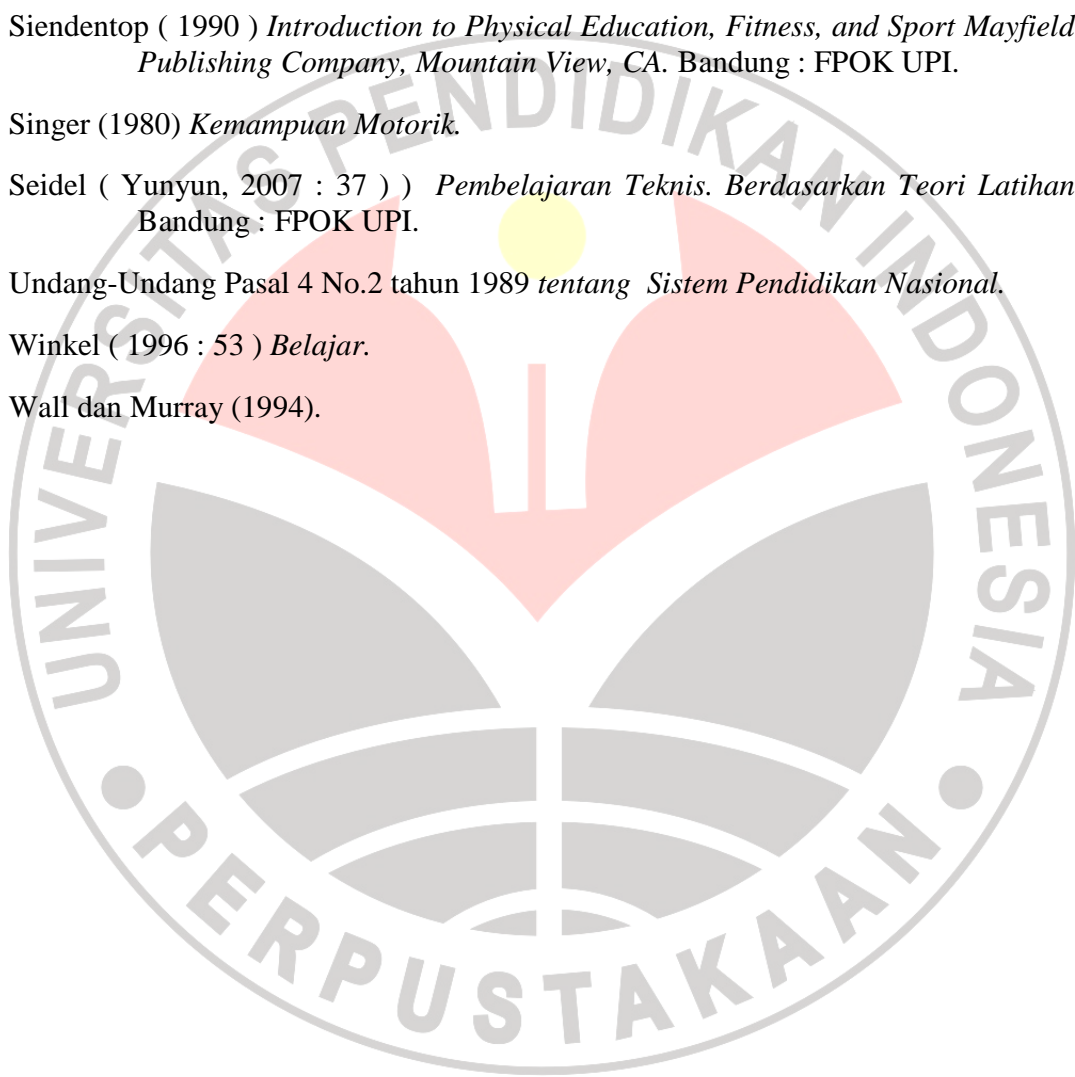 Siendentop ( 1990 ) Introduction to Physical Education, Fitness, and Sport Mayfield
Publishing Company, Mountain View, CA. Bandung : FPOK UPI.
Singer (1980) Kemampuan Motorik.
Seidel ( Yunyun, 2007 : 37 ) ) Pembelajaran Teknis. Berdasarkan Teori Latihan
Bandung : FPOK UPI.
Undang-Undang Pasal 4 No.2 tahun 1989 tentang Sistem Pendidikan Nasional.
Winkel ( 1996 : 53 ) Belajar.
Wall dan Murray (1994).
UNIVERSITAS PENDIDIKAN INDONESIA
PERPUSTAKAAN